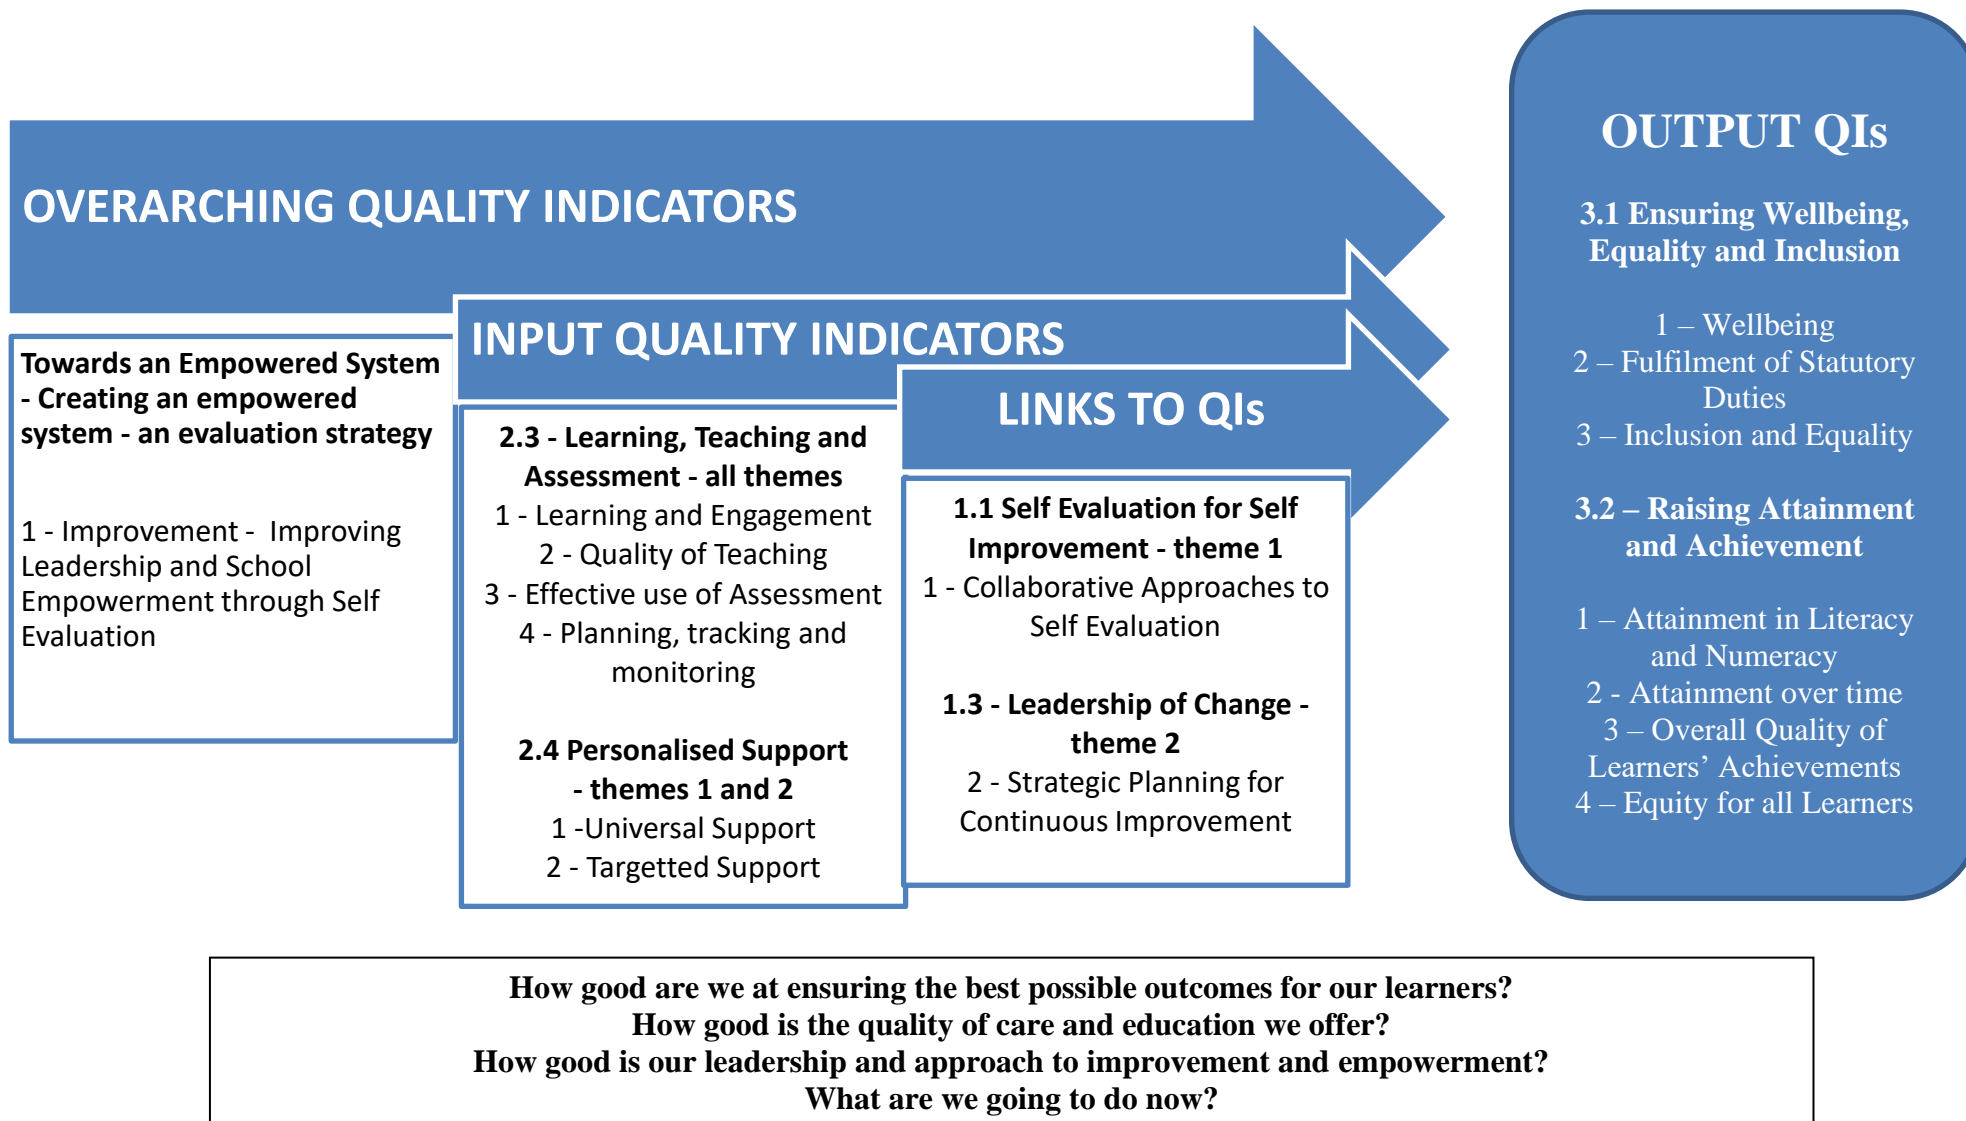 OVERARCHING QUALITY INDICATORS
Towards an Empowered System
- Creating an empowered
system - an evaluation strategy
1 - Improvement -  Improving
Leadership and School
Empowerment through Self
Evaluation
INPUT QUALITY INDICATORS
2.3 - Learning, Teaching and
Assessment - all themes
1 - Learning and Engagement
2 - Quality of Teaching
3 - Effective use of Assessment
4 - Planning, tracking and
monitoring
2.4 Personalised Support
- themes 1 and 2
1 -Universal Support
2 - Targetted Support
LINKS TO QIs
1.1 Self Evaluation for Self
Improvement - theme 1
1 - Collaborative Approaches to
Self Evaluation
1.3 - Leadership of Change -
theme 2
2 - Strategic Planning for
Continuous Improvement
OUTPUT QIs
3.1 Ensuring Wellbeing,
Equality and Inclusion
1 – Wellbeing
2 – Fulfilment of Statutory
Duties
3 – Inclusion and Equality
3.2 – Raising Attainment
and Achievement
1 – Attainment in Literacy
and Numeracy
2 - Attainment over time
3 – Overall Quality of
Learners’ Achievements
4 – Equity for all Learners
How good are we at ensuring the best possible outcomes for our learners?
How good is the quality of care and education we offer?
How good is our leadership and approach to improvement and empowerment?
What are we going to do now?